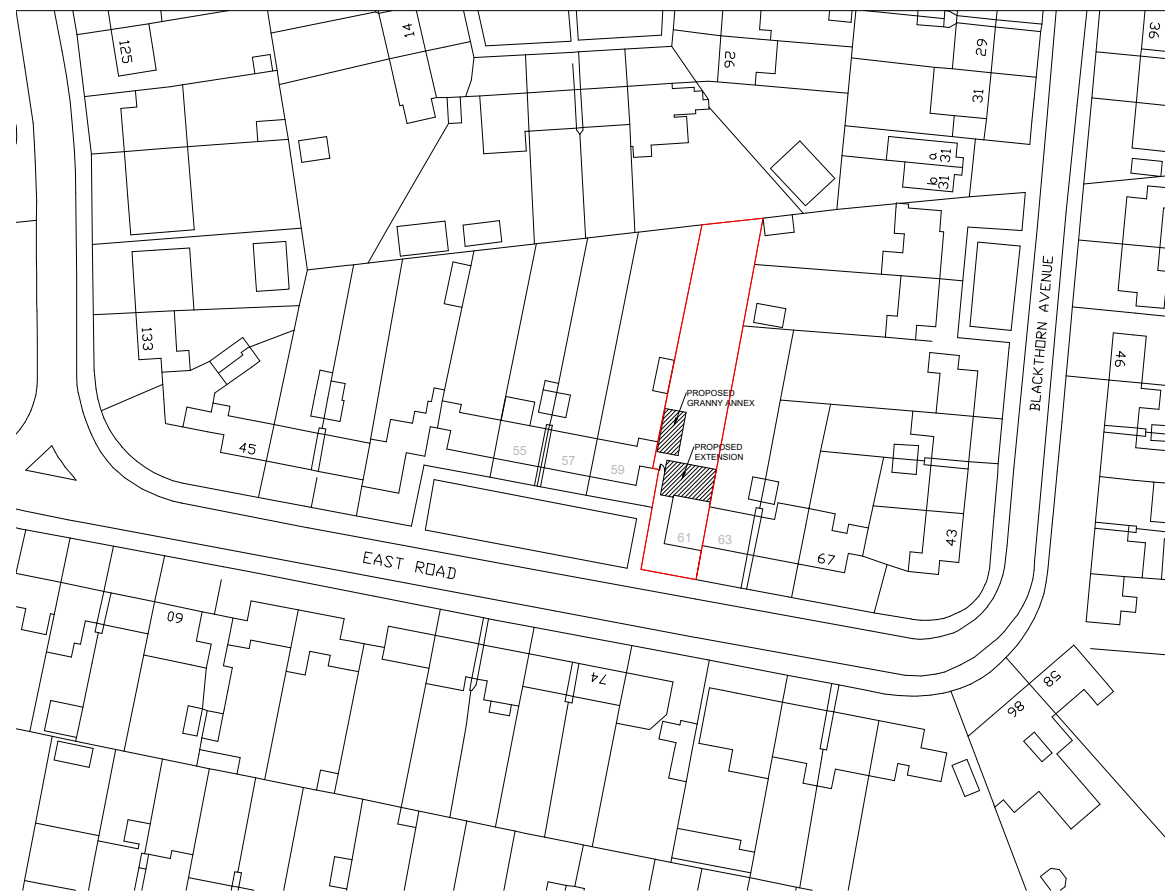 125
14
26
29
36
31
a
31
b
31
133
BLACKTHORN AVENUE
46
PROPOSED
GRANNY ANNEX
45
55
57
59
PROPOSED
EXTENSION
61
63
67
43
EAST ROAD
60
74
58
86